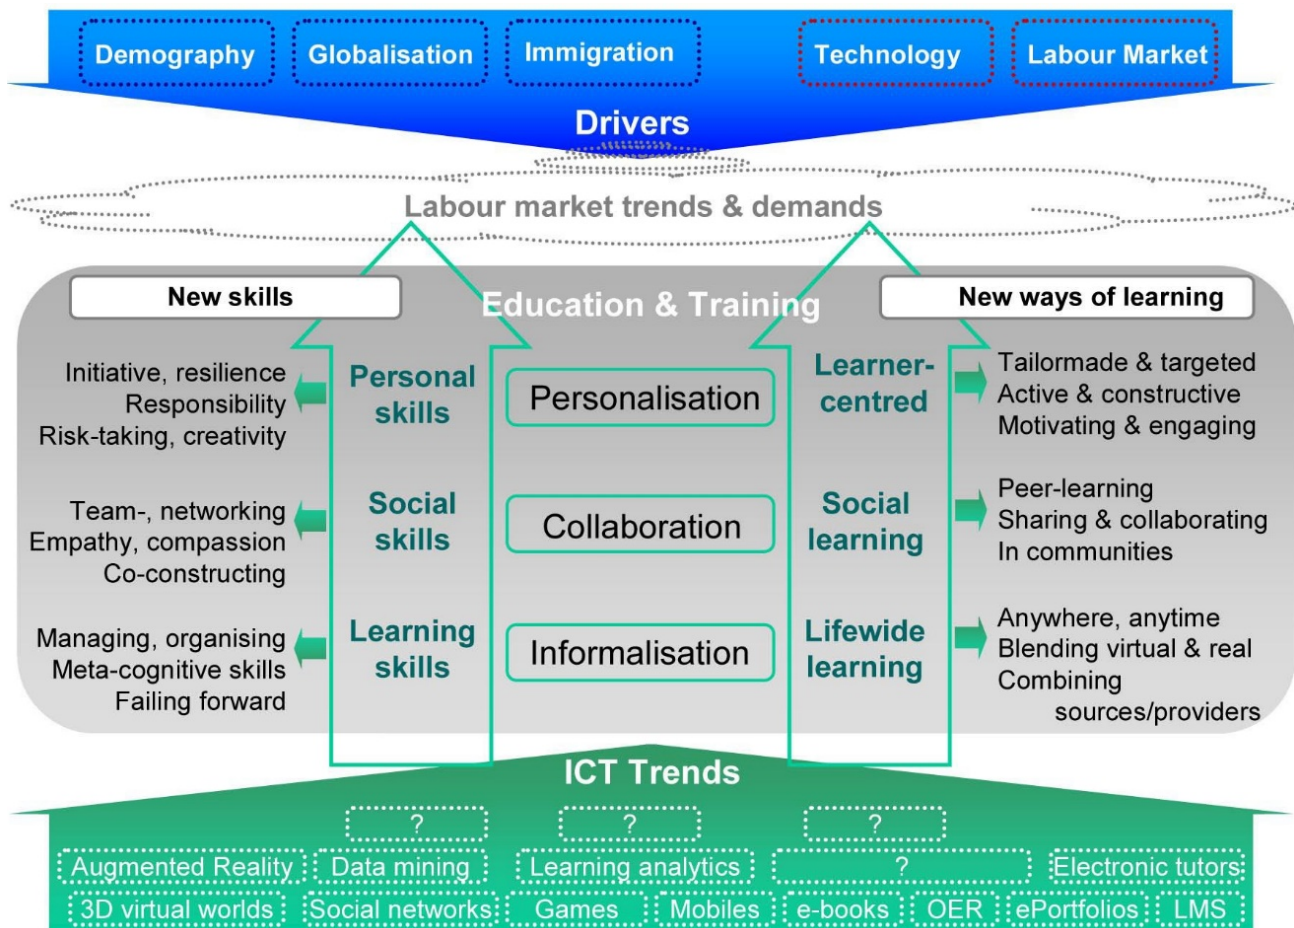 Demography
Globalisation
Immigration
Technology
Labour Market
Drivers
Labour market trends & demands
New skills
Education & Training
New ways of learning
Initiative, resilience
Responsibility
Risk-taking, creativity
Personal
skills
Personalisation
Learner-
centred
Tailormade & targeted
Active & constructive
Motivating & engaging
Team-, networking
Empathy, compassion
Co-constructing
Social
skills
Collaboration
Social
learning
Peer-learning
Sharing & collaborating
In communities
Managing, organising
Meta-cognitive skills
Failing forward
Learning
skills
Informalisation
Lifewide
learning
Anywhere, anytime
Blending virtual & real
Combining
sources/providers
ICT Trends
?
?
?
Augmented Reality
Data mining
Learning analytics
?
Electronic tutors
3D virtual worlds
Social networks
Games
Mobiles
e-books
OER
ePortfolios
LMS